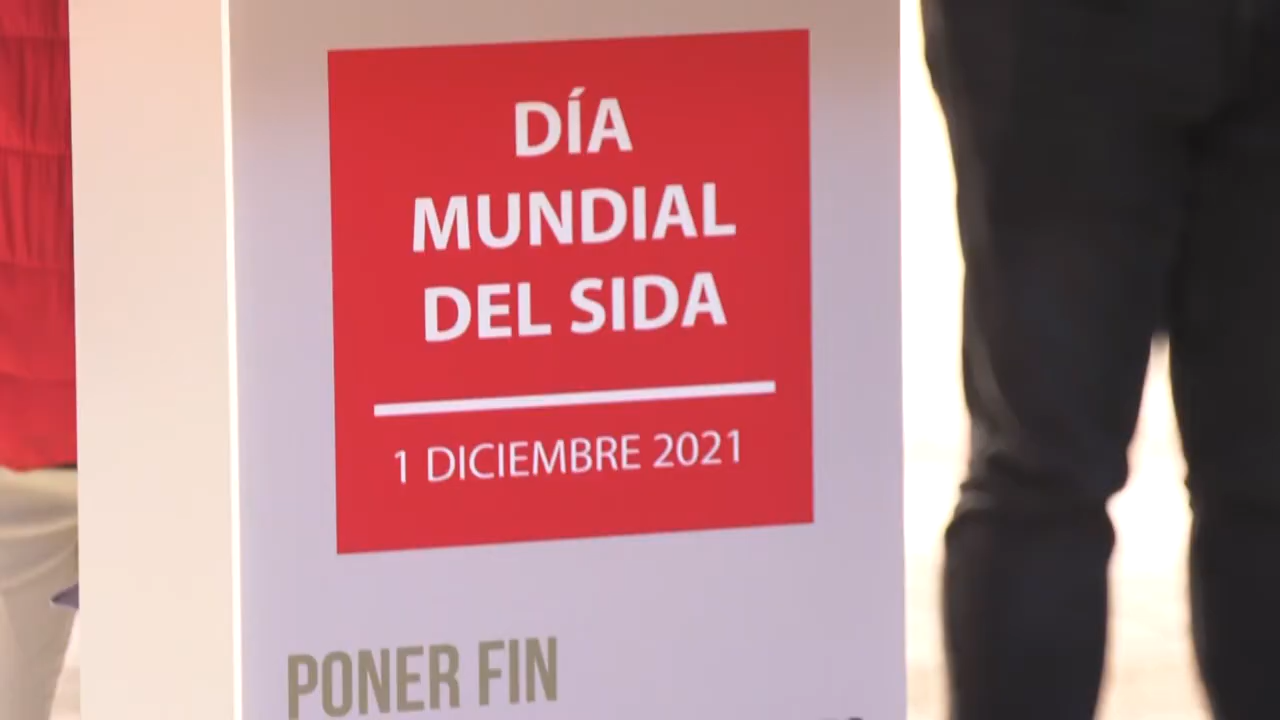 DÍA
MUNDIAL
DEL SIDA
1 DICIEMBRE 2021
PONER FIN